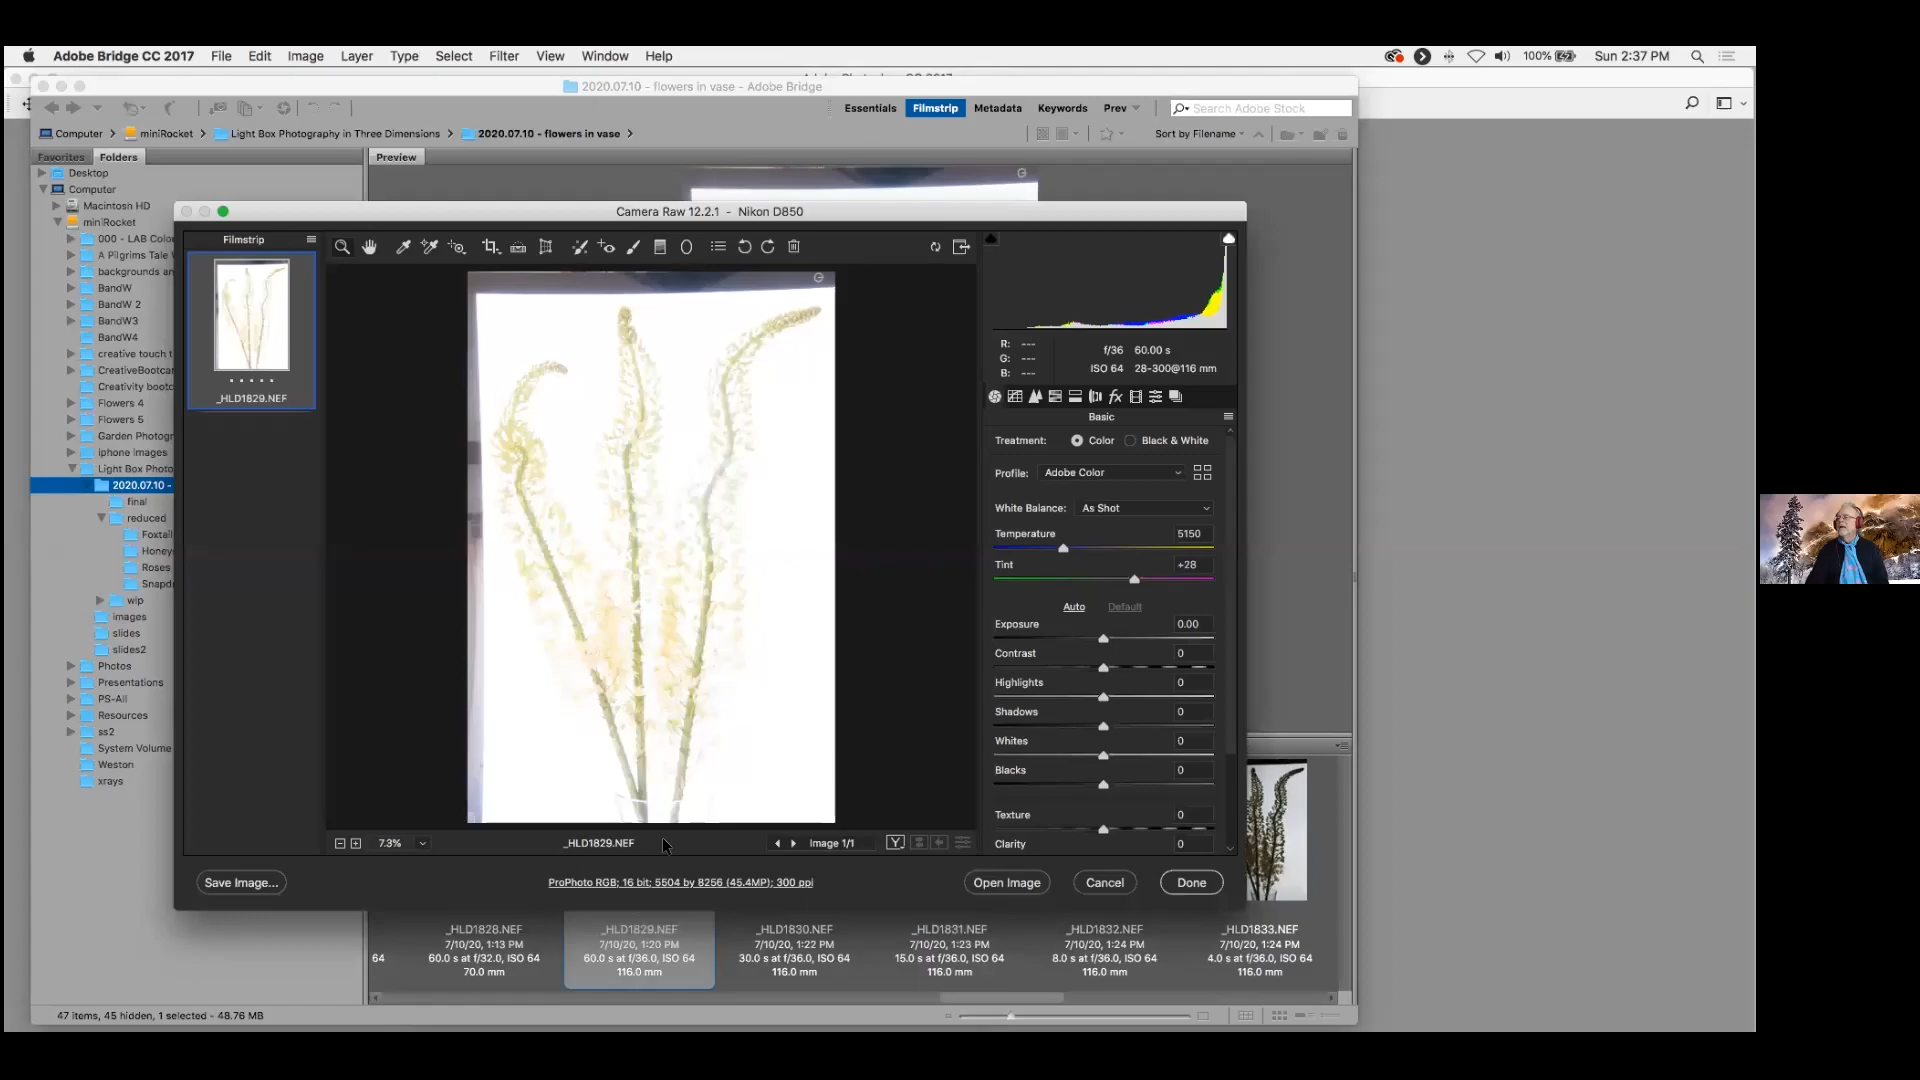 Adobe Bridge CC 2017 File Edit Image Layer Type Select Filter View Window Help
100% Sun 2:37 PM
2020.07.10 - flowers in vase - Adobe Bridge
Essentials Filmstrip Metadata Keywords Prev Search Adobe Stock
Computer miniRocket Light Box Photography in Three Dimensions 2020.07.10 - flowers in vase
Sort by Filename
Favorites Folders
Preview
Desktop
Computer
Macintosh HD
miniRocket
000 - LAB Colo
A Pilgrims Tale
backgrounds an
BandW
BandW 2
BandW3
BandW4
creative touch t
CreativeBootca
Creativity bootc
Flowers 4
Flowers 5
Garden Photogr
iphone images
Light Box Photo
2020.07.10 -
final
reduced
Foxtail
Honey
Roses
Snapd
wip
images
slides
slides2
Photos
Presentations
PS-All
Resources
ss2
System Volume
Weston
xrays
Camera Raw 12.2.1 - Nikon D850
Filmstrip
_HLD1829.NEF
R: ---
G: ---
B: ---
f/36 60.00 s
ISO 64 28-300@116 mm
Basic
Treatment: Color Black & White
Profile: Adobe Color
White Balance: As Shot
Temperature 5150
Tint +28
Auto Default
Exposure 0.00
Contrast 0
Highlights 0
Shadows 0
Whites 0
Blacks 0
Texture 0
Clarity 0
7.3% _HLD1829.NEF Image 1/1
Save Image... ProPhoto RGB; 16 bit; 5504 by 8256 (45.4MP); 300 ppi Open Image Cancel Done
64
_HLD1828.NEF
7/10/20, 1:13 PM
60.0 s at f/32.0, ISO 64
70.0 mm
_HLD1829.NEF
7/10/20, 1:20 PM
60.0 s at f/36.0, ISO 64
116.0 mm
_HLD1830.NEF
7/10/20, 1:22 PM
30.0 s at f/36.0, ISO 64
116.0 mm
_HLD1831.NEF
7/10/20, 1:23 PM
15.0 s at f/36.0, ISO 64
116.0 mm
_HLD1832.NEF
7/10/20, 1:24 PM
8.0 s at f/36.0, ISO 64
116.0 mm
_HLD1833.NEF
7/10/20, 1:24 PM
4.0 s at f/36.0, ISO 64
116.0 mm
47 items, 45 hidden, 1 selected - 48.76 MB